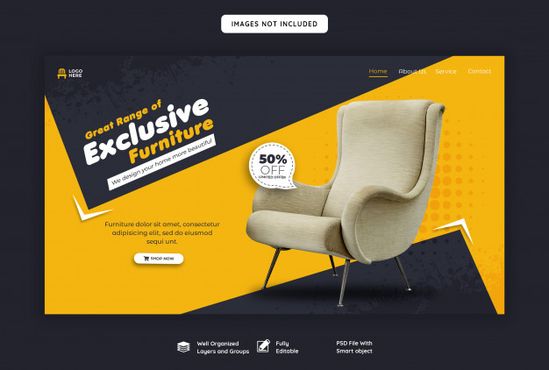 IMAGES NOT INCLUDED
LOGO
HERE
Home About Us Service Contact
Great Range of
Exclusive
Furniture
We design your home more beautiful
50%
OFF
LIMITED OFFER
Furniture dolor sit amet, consectetur
adipisicing elit, sed do eiusmod
sequi unt.
SHOP NOW
Well Organized
Layers and Groups
Fully
Editable
PSD File With
Smart object